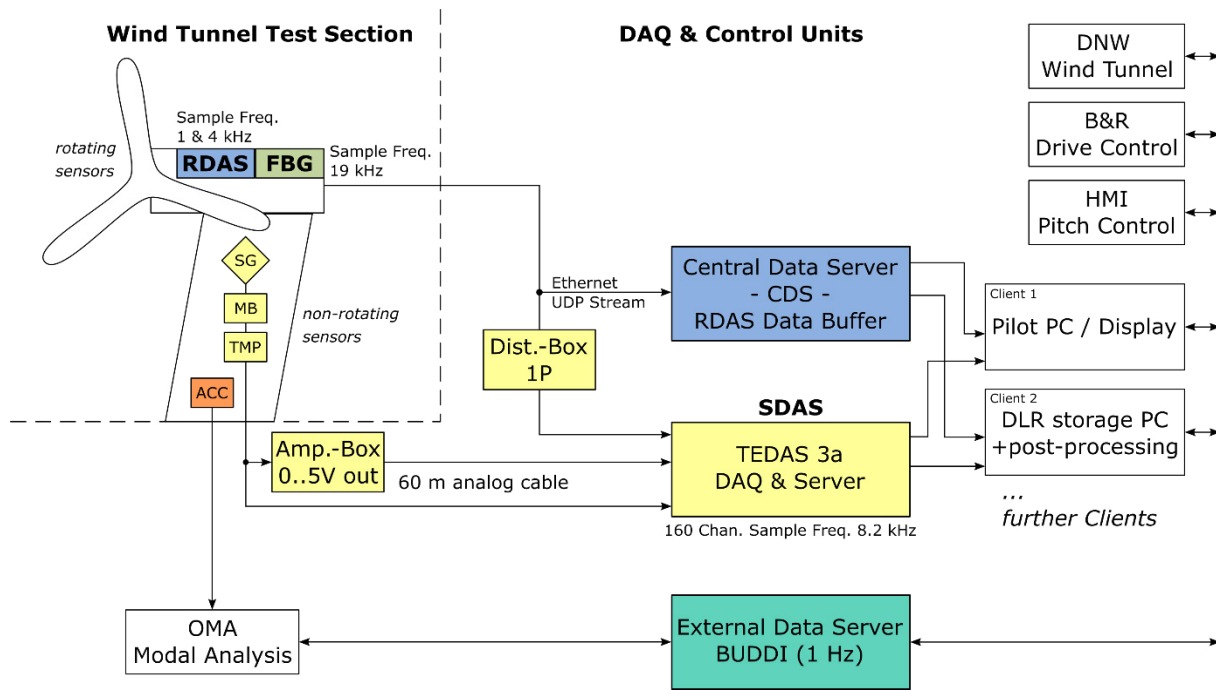 Wind Tunnel Test Section
DAQ & Control Units
DNW
Wind Tunnel
B&R
Drive Control
HMI
Pitch Control
rotating
sensors
Sample Freq.
1 & 4 kHz
RDAS
FBG
Sample Freq.
19 kHz
SG
MB
TMP
ACC
non-rotating
sensors
Ethernet
UDP Stream
Central Data Server
- CDS -
RDAS Data Buffer
Dist.-Box
1P
Client 1
Pilot PC / Display
Client 2
DLR storage PC
+post-processing
...
further Clients
SDAS
TEDAS 3a
DAQ & Server
160 Chan. Sample Freq. 8.2 kHz
Amp.-Box
0..5V out
60 m analog cable
OMA
Modal Analysis
External Data Server
BUDDI (1 Hz)